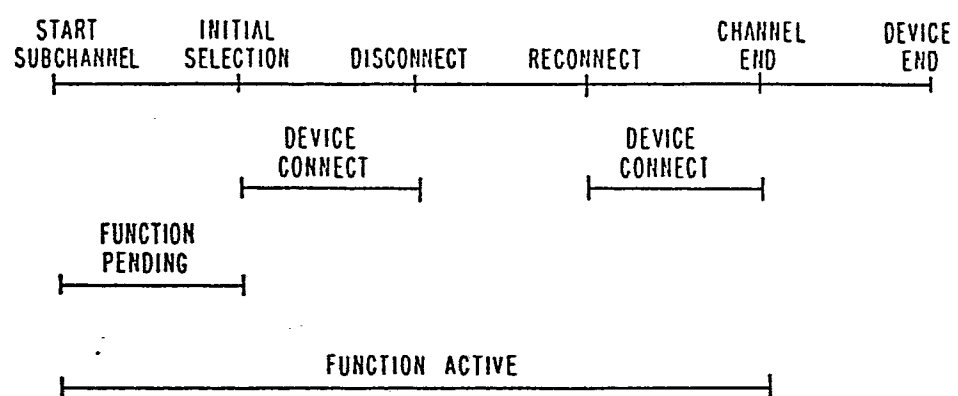 START SUBCHANNEL
INITIAL SELECTION
DISCONNECT
RECONNECT
CHANNEL END
DEVICE END
DEVICE CONNECT
DEVICE CONNECT
FUNCTION PENDING
FUNCTION ACTIVE